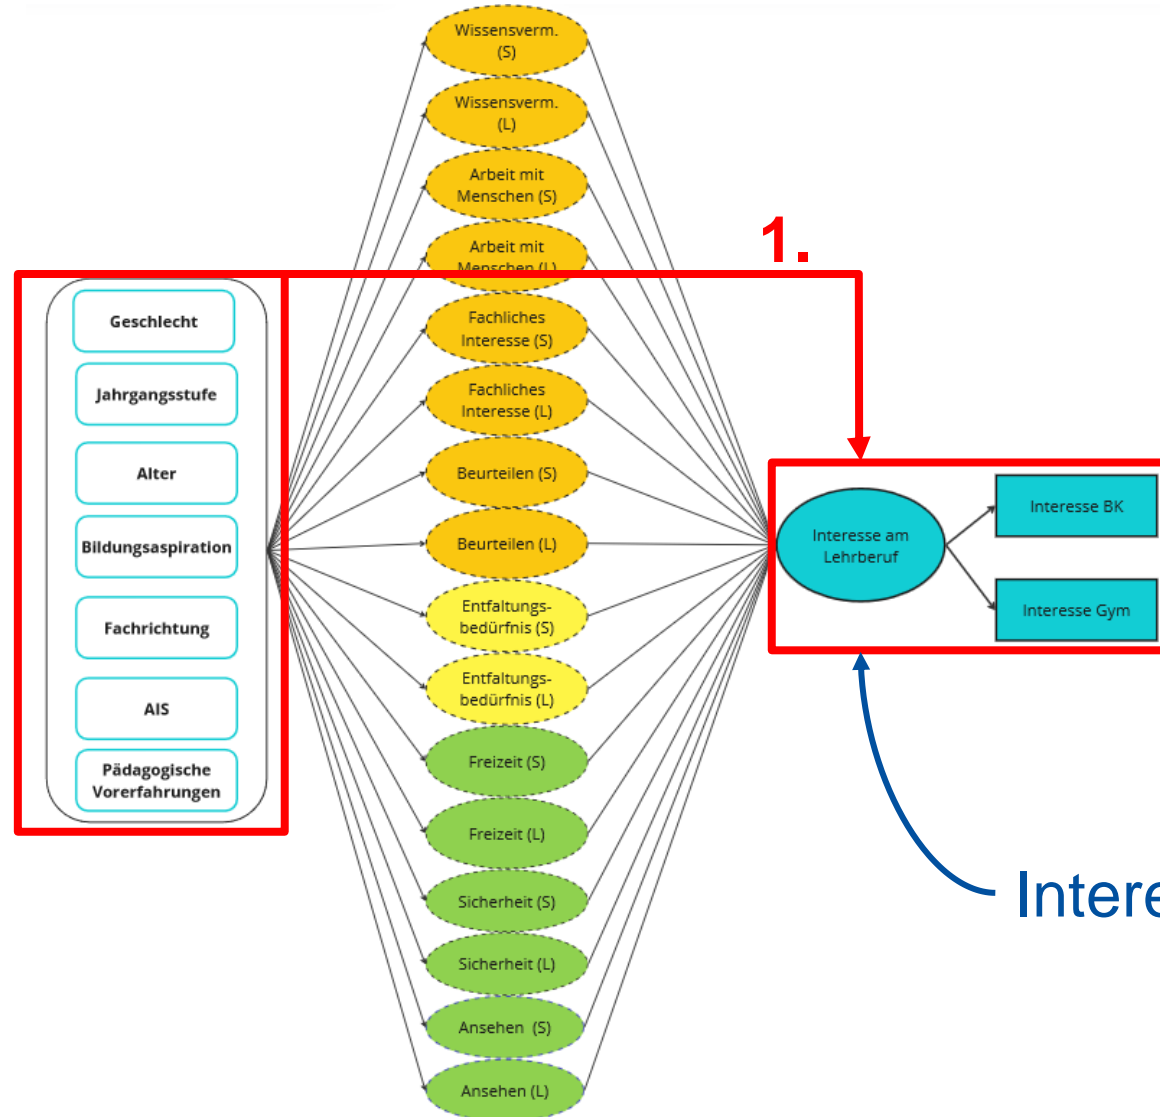 Wissensverm.
(S)
Wissensverm.
(L)
Arbeit mit
Menschen (S)
1.
Arbeit mit
Menschen (L)
Geschlecht
Jahrgangsstufe
Alter
Bildungsaspiration
Fachrichtung
AIS
Pädagogische
Vorerfahrungen
Fachliches
Interesse (S)
Fachliches
Interesse (L)
Beurteilen (S)
Beurteilen (L)
Entfaltungs-
bedürfnis (S)
Entfaltungs-
bedürfnis (L)
Freizeit (S)
Freizeit (L)
Sicherheit (S)
Sicherheit (L)
Ansehen (S)
Ansehen (L)
Interesse am
Lehrberuf
Interesse BK
Interesse Gym
Intere